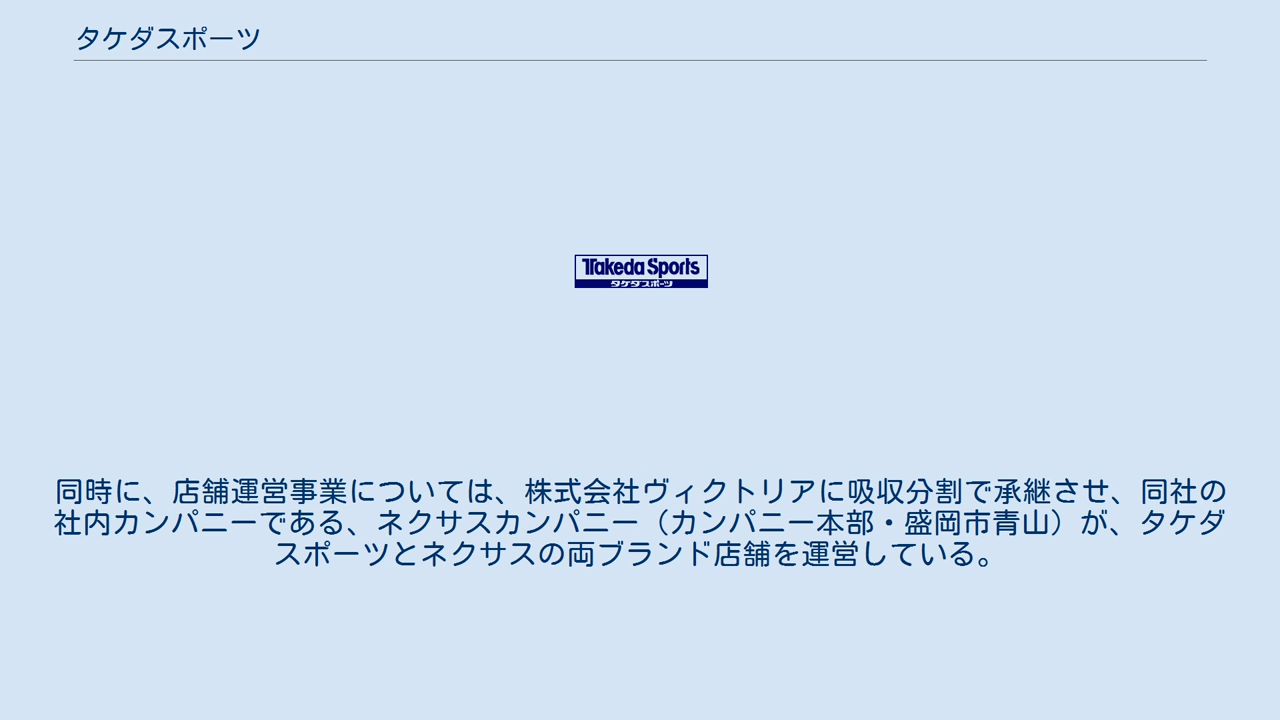 タケダスポーツ
Takeda Sports
タケダスポーツ
同時に、店舗運営事業については、株式会社ヴィクトリアに吸収分割で承継させ、同社の
社内カンパニーである、ネクサスカンパニー（カンパニー本部・盛岡市青山）が、タケダ
スポーツとネクサスの両ブランド店舗を運営している。